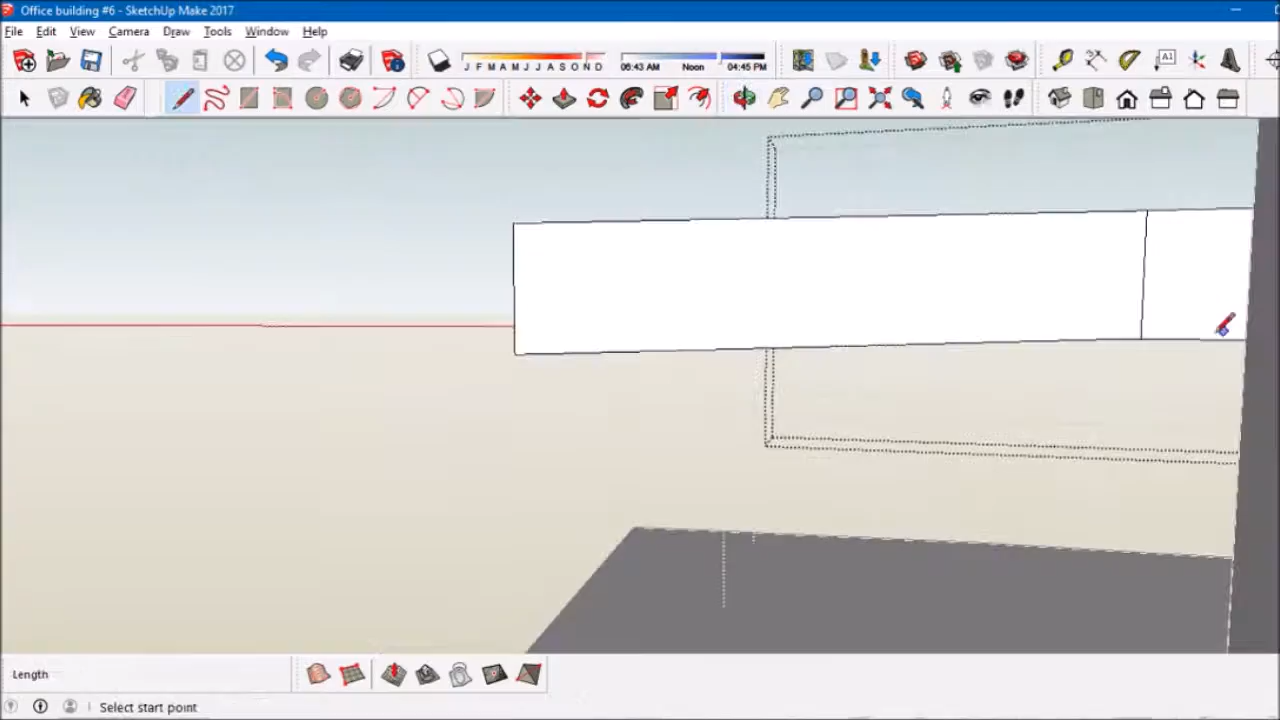 Office building #6 - SketchUp Make 2017
File Edit View Camera Draw Tools Window Help
J F M A M J J A S O N D 06:43 AM Noon 04:45 PM
A1
Length
Select start point